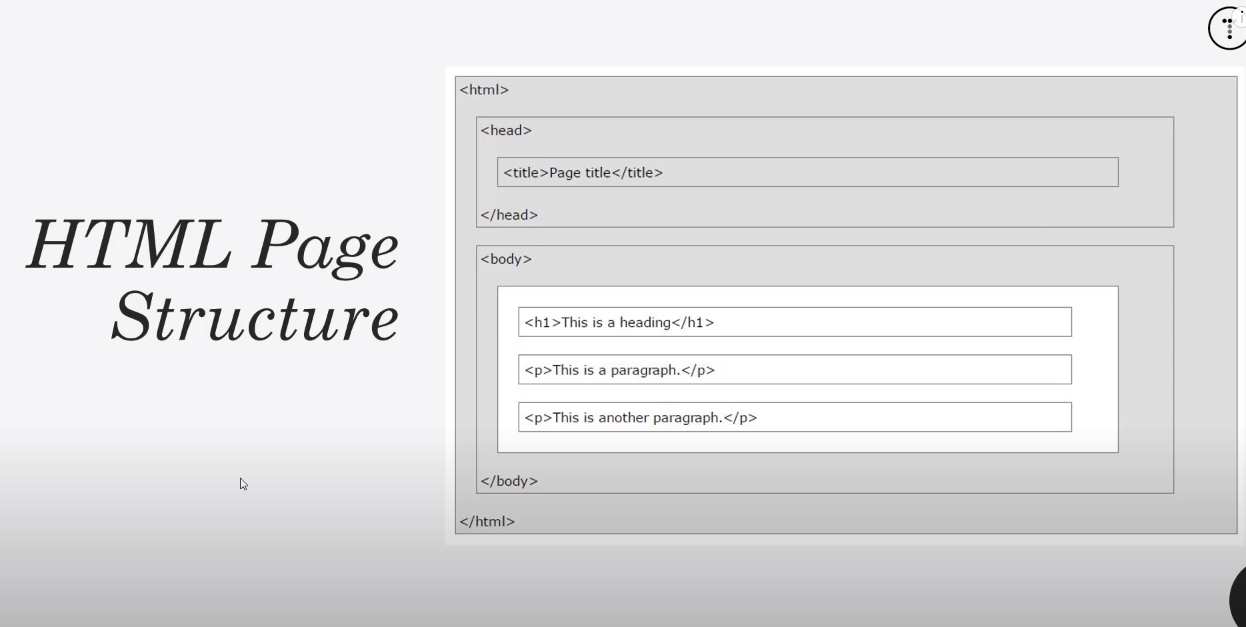 HTML Page
Structure
<html>
<head>
<title>Page title</title>
</head>
<body>
<h1>This is a heading</h1>
<p>This is a paragraph.</p>
<p>This is another paragraph.</p>
</body>
</html>